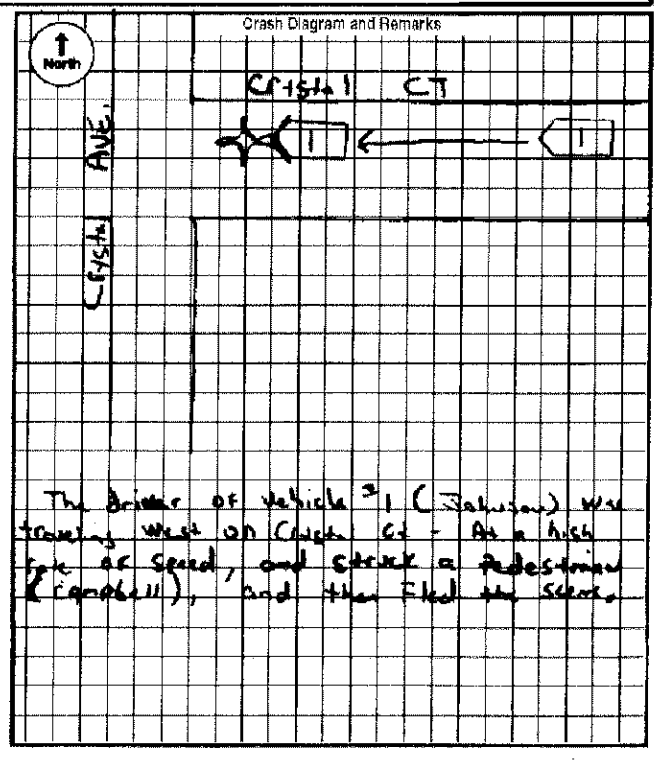 Crash Diagram and Remarks
North
Crystal CT
AVE.
Crystal
1
1
The driver of vehicle #1 (Johnson) was
traveling West on Crystal Ct - At a high
rate of Speed, and struck a Pedestrian
(Campbell), and then Fled the Scene.